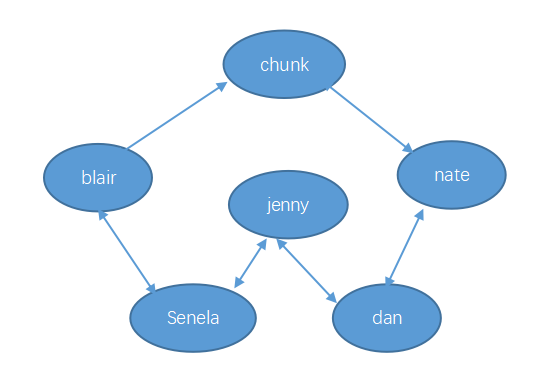 chunk
blair
nate
jenny
Senela
dan